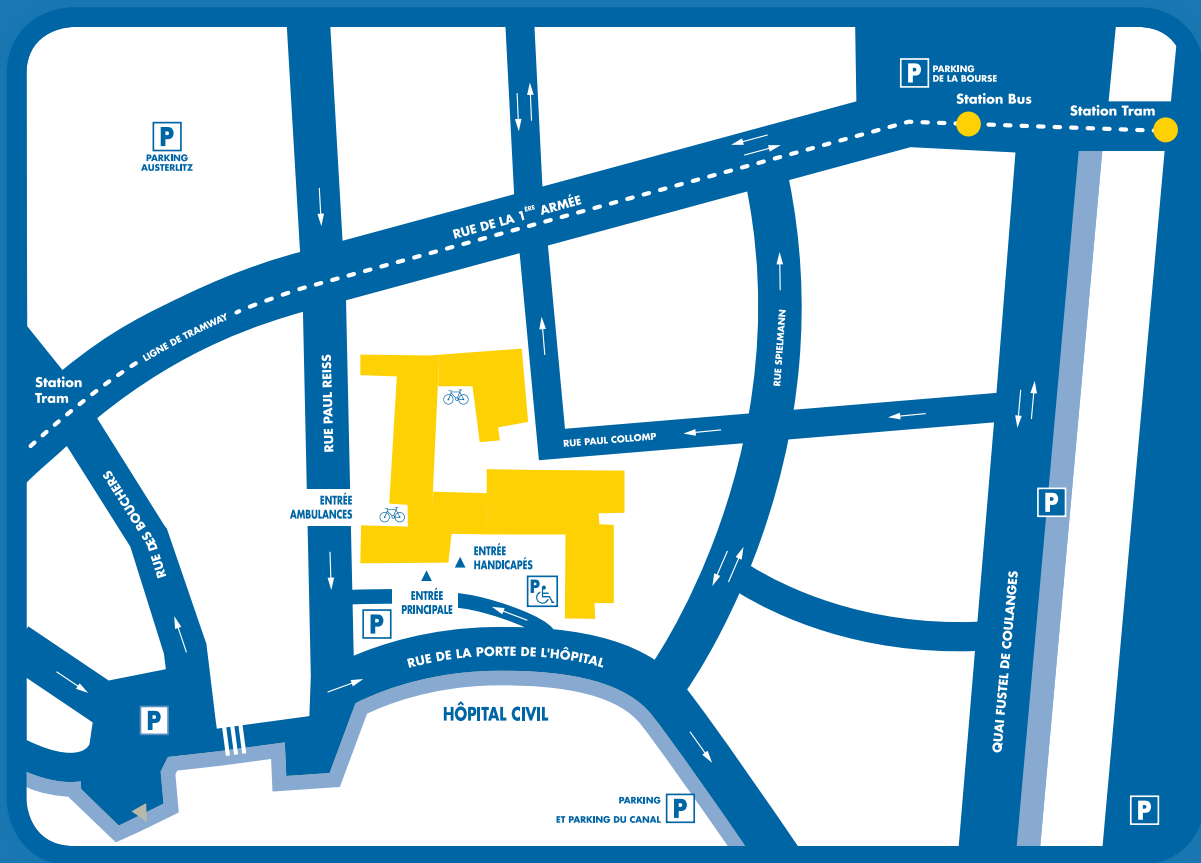 P
PARKING
DE LA BOURSE
Station Bus
Station Tram
P
PARKING
AUSTERLITZ
RUE DE LA 1ÈRE ARMÉE
LIGNE DE TRAMWAY
Station
Tram
RUE PAUL REISS
RUE SPIELMANN
RUE PAUL COLLOMP
RUE DES BOUCHERS
ENTRÉE
AMBULANCES
P
ENTRÉE
HANDICAPÉS
P
ENTRÉE
PRINCIPALE
P
RUE DE LA PORTE DE L'HÔPITAL
QUAI FUSTEL DE COULANGES
HÔPITAL CIVIL
P
PARKING
ET PARKING DU CANAL
P
P